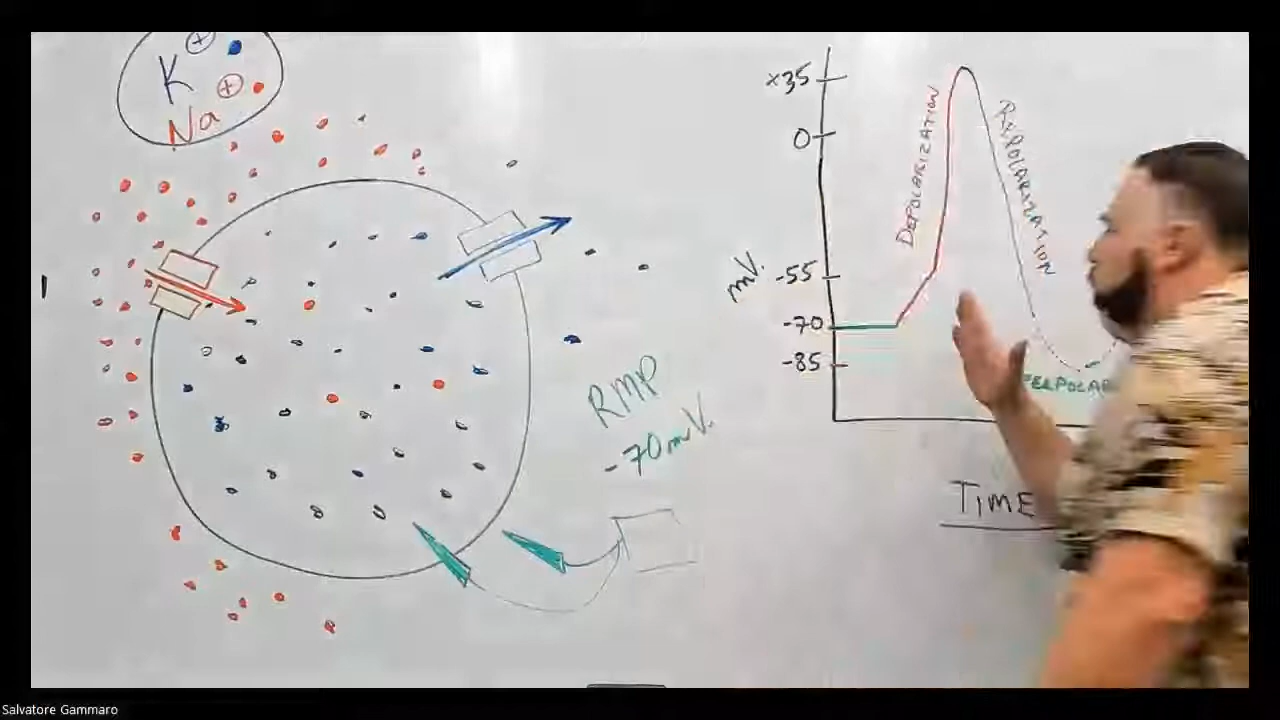 K +
Na +
RMP
-70mV.
mV.
+35
0
-55
-70
-85
DEPOLARIZATION
REPOLARIZATION
TIME
Salvatore Gammaro